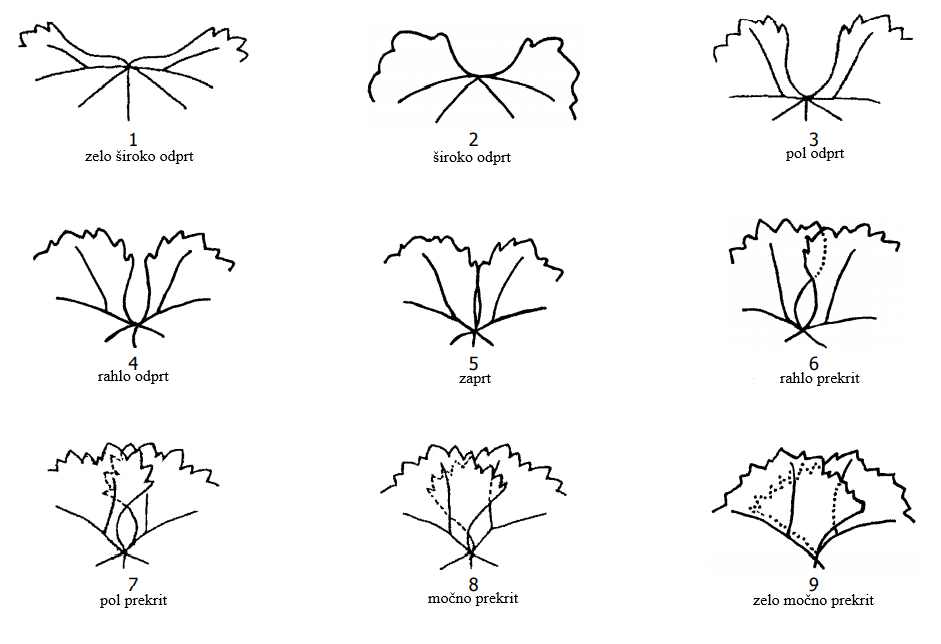 1
zelo široko odprt
2
široko odprt
3
pol odprt
4
rahlo odprt
5
zaprt
6
rahlo prekrit
7
pol prekrit
8
močno prekrit
9
zelo močno prekrit